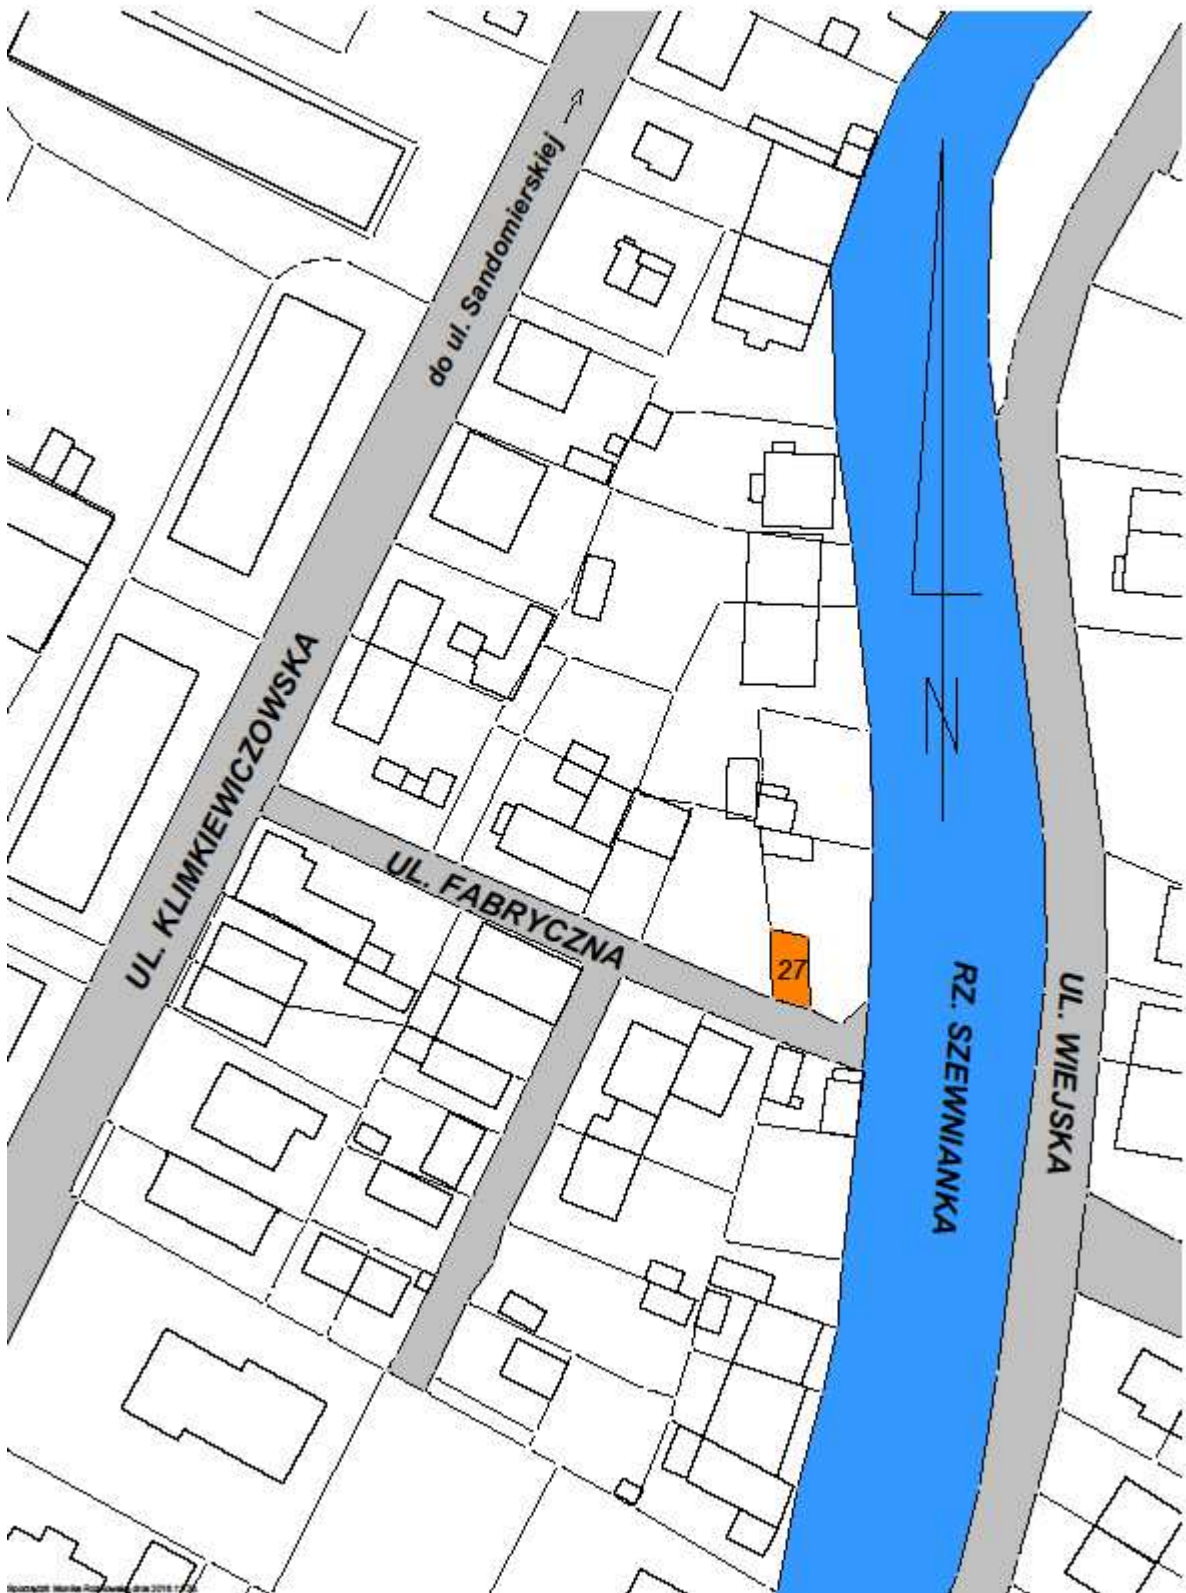 do ul. Sandomierskiej
UL. KLIMKIEWICZOWSKA
UL. FABRYCZNA
27
RZ. SZEWNIANKA
UL. WIEJSKA
N